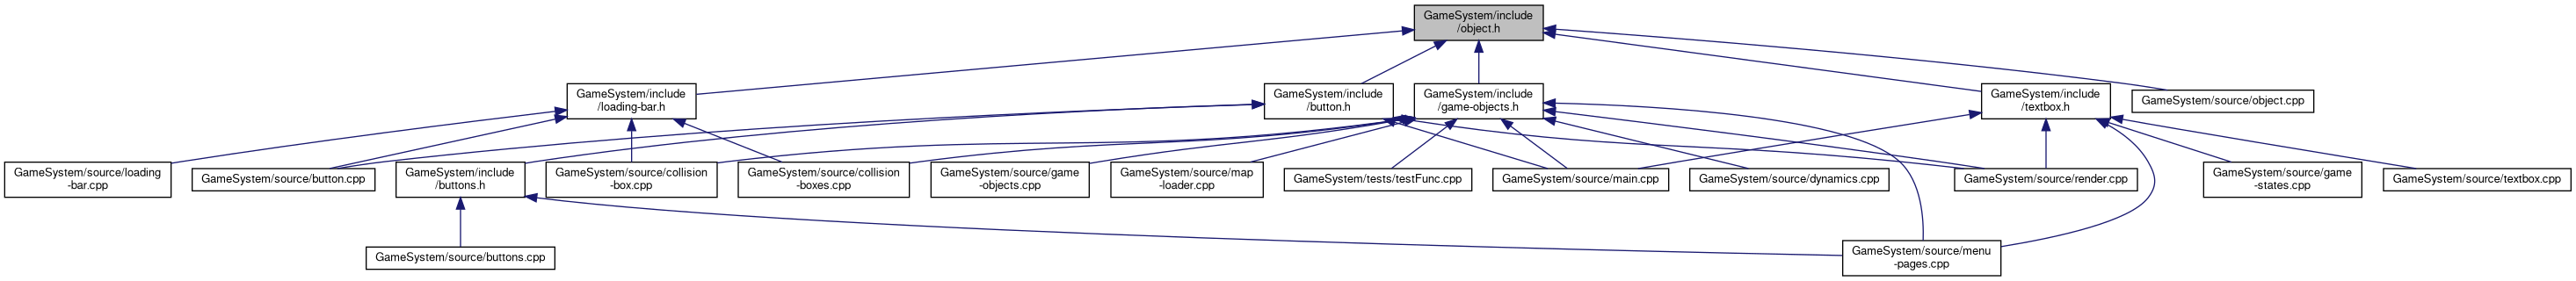 GameSystem/include
/object.h
GameSystem/include
/loading-bar.h
GameSystem/include
/button.h
GameSystem/include
/game-objects.h
GameSystem/include
/textbox.h
GameSystem/source/object.cpp
GameSystem/source/loading
-bar.cpp
GameSystem/source/button.cpp
GameSystem/include
/buttons.h
GameSystem/source/collision
-box.cpp
GameSystem/source/collision
-boxes.cpp
GameSystem/source/game
-objects.cpp
GameSystem/source/map
-loader.cpp
GameSystem/tests/testFunc.cpp
GameSystem/source/main.cpp
GameSystem/source/dynamics.cpp
GameSystem/source/render.cpp
GameSystem/source/game
-states.cpp
GameSystem/source/textbox.cpp
GameSystem/source/buttons.cpp
GameSystem/source/menu
-pages.cpp